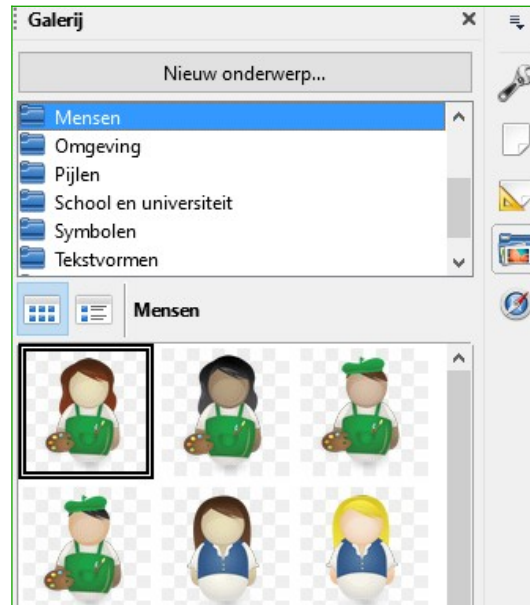 Galerij
Nieuw onderwerp...
Mensen
Omgeving
Pijlen
School en universiteit
Symbolen
Tekstvormen
Mensen